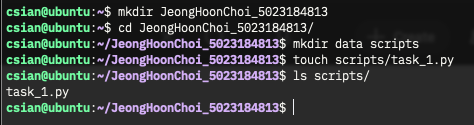 csian@ubuntu:~$ mkdir JeongHoonChoi_5023184813
csian@ubuntu:~$ cd JeongHoonChoi_5023184813/
csian@ubuntu:~/JeongHoonChoi_5023184813$ mkdir data scripts
csian@ubuntu:~/JeongHoonChoi_5023184813$ touch scripts/task_1.py
csian@ubuntu:~/JeongHoonChoi_5023184813$ ls scripts/
task_1.py
csian@ubuntu:~/JeongHoonChoi_5023184813$